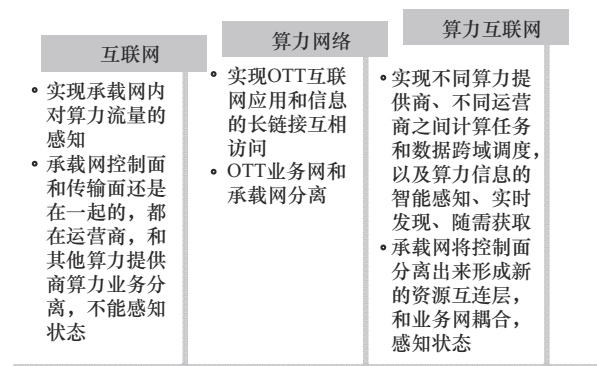 互联网
• 实现承载网内
对算力流量的
感知
• 承载网控制面
和传输面还是
在一起的，都
在运营商，和
其他算力提供
商算力业务分
离，不能感知
状态
算力网络
• 实现OTT互联
网应用和信息
的长链接互相
访问
• OTT业务网和
承载网分离
算力互联网
•实现不同算力提
供商、不同运营
商之间计算任务
和数据跨域调度，
以及算力信息的
智能感知、实时
发现、随需获取
•承载网将控制面
分离出来形成新
的资源互连层，
和业务网耦合，
感知状态